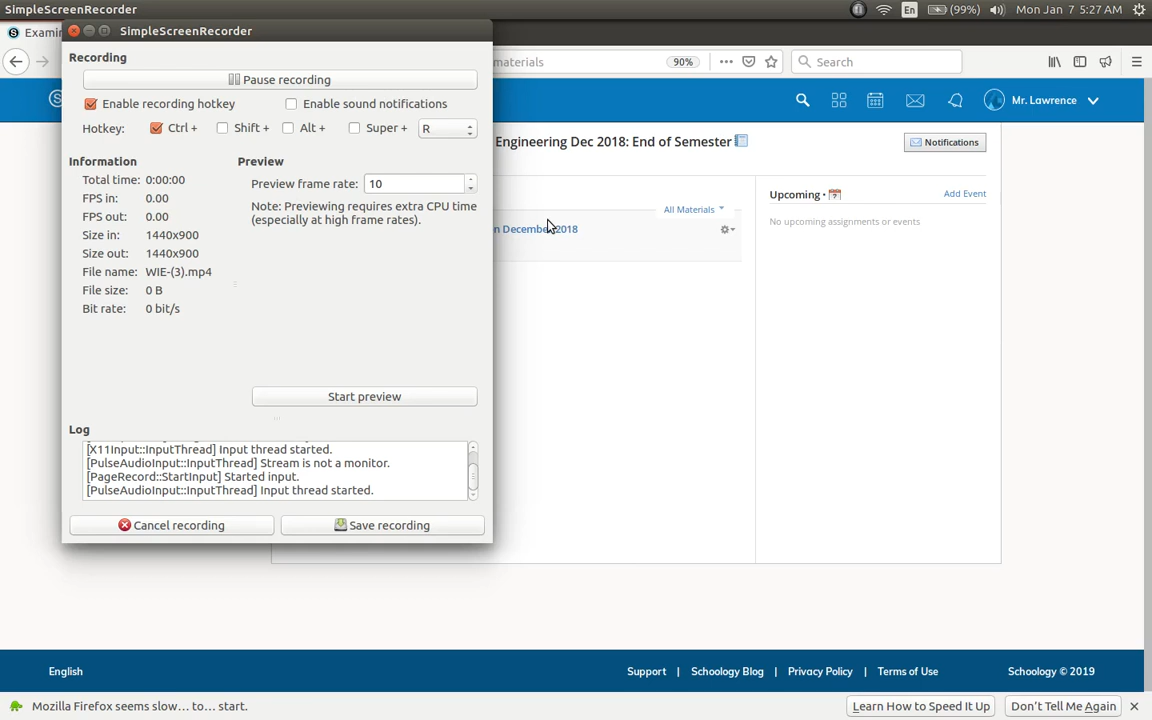 SimpleScreenRecorder
En (99%) Mon Jan 7 5:27 AM
S Examin
SimpleScreenRecorder
Recording
Pause recording
Enable recording hotkey Enable sound notifications
Hotkey: Ctrl + Shift + Alt + Super + R
Information
Total time: 0:00:00
FPS in: 0.00
FPS out: 0.00
Size in: 1440x900
Size out: 1440x900
File name: WIE-(3).mp4
File size: 0 B
Bit rate: 0 bit/s
Preview
Preview frame rate: 10
Note: Previewing requires extra CPU time
(especially at high frame rates).
Start preview
Log
[X11Input::InputThread] Input thread started.
[PulseAudioInput::InputThread] Stream is not a monitor.
[PageRecord::StartInput] Started input.
[PulseAudioInput::InputThread] Input thread started.
Cancel recording Save recording
materials 90% Search
S Mr. Lawrence
Engineering Dec 2018: End of Semester Notifications
All Materials
n December 2018
Upcoming Add Event
No upcoming assignments or events
English Support | Schoology Blog | Privacy Policy | Terms of Use Schoology © 2019
Mozilla Firefox seems slow… to… start. Learn How to Speed It Up Don't Tell Me Again